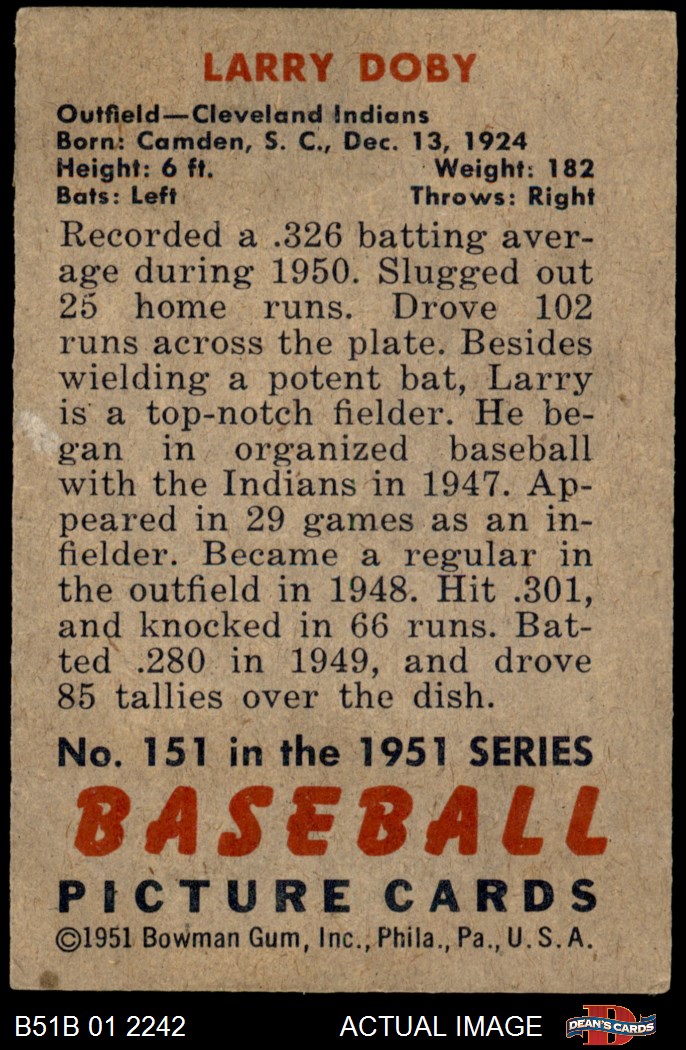 LARRY DOBY
Outfield—Cleveland Indians
Born: Camden, S. C., Dec. 13, 1924
Height: 6 ft. Weight: 182
Bats: Left Throws: Right
Recorded a .326 batting aver-
age during 1950. Slugged out
25 home runs. Drove 102
runs across the plate. Besides
wielding a potent bat, Larry
is a top-notch fielder. He be-
gan in organized baseball
with the Indians in 1947. Ap-
peared in 29 games as an in-
fielder. Became a regular in
the outfield in 1948. Hit .301,
and knocked in 66 runs. Bat-
ted .280 in 1949, and drove
85 tallies over the dish.
No. 151 in the 1951 SERIES
BASEBALL
PICTURE CARDS
©1951 Bowman Gum, Inc., Phila., Pa., U. S. A.
B51B 01 2242 ACTUAL IMAGE D DEAN'S CARDS